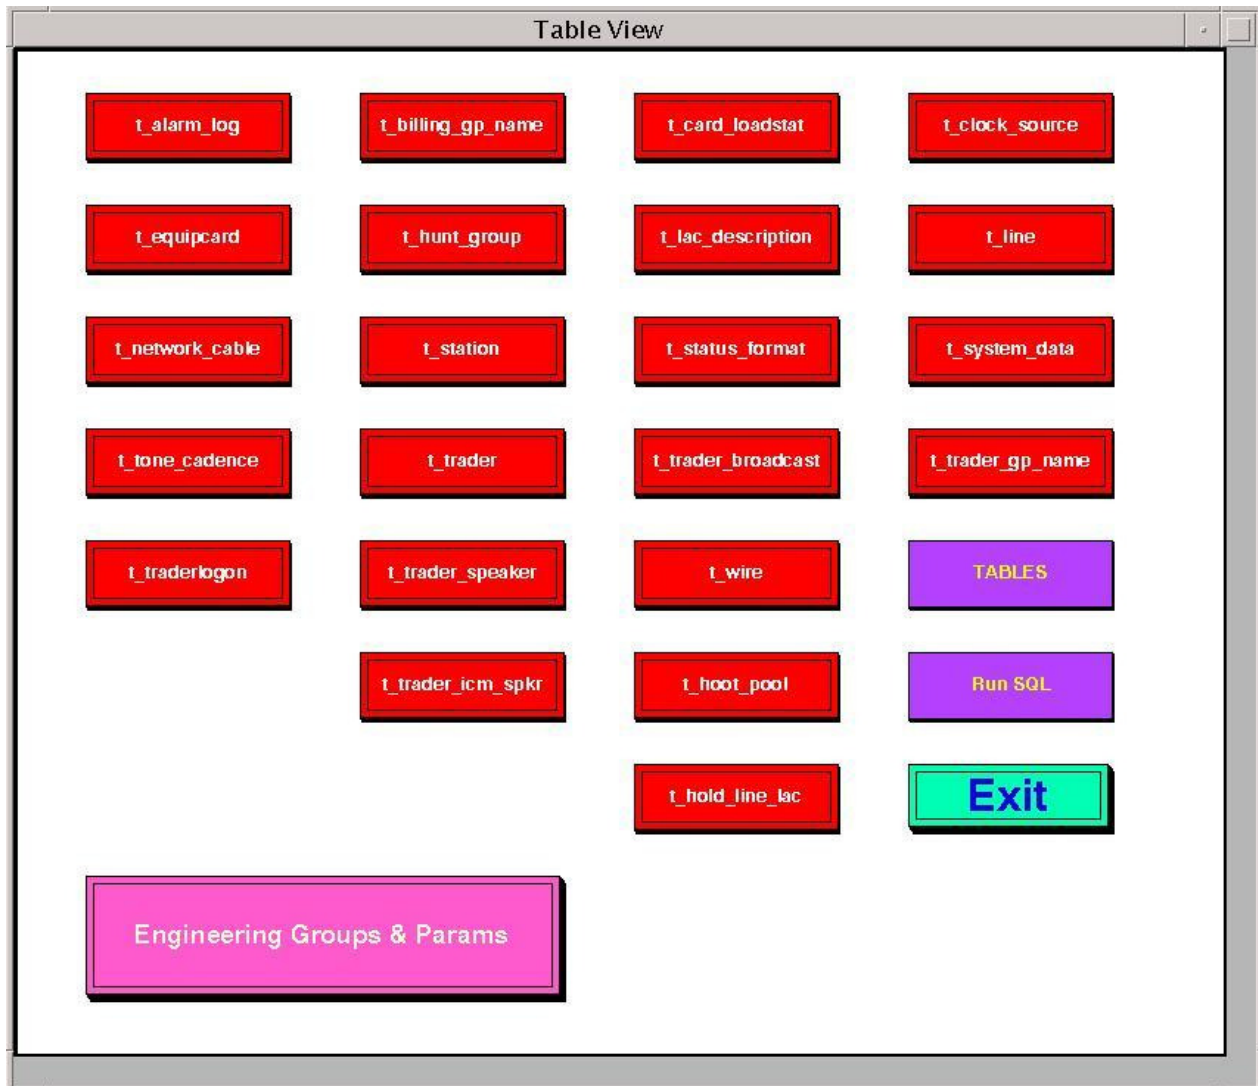 Table View
t_alarm_log
t_billing_gp_name
t_card_loadstat
t_clock_source
t_equipcard
t_hunt_group
t_lac_description
t_line
t_network_cable
t_station
t_status_format
t_system_data
t_tone_cadence
t_trader
t_trader_broadcast
t_trader_gp_name
t_traderlogon
t_trader_speaker
t_wire
TABLES
t_trader_icm_spkr
t_hoot_pool
Run SQL
t_hold_line_lac
Exit
Engineering Groups & Params